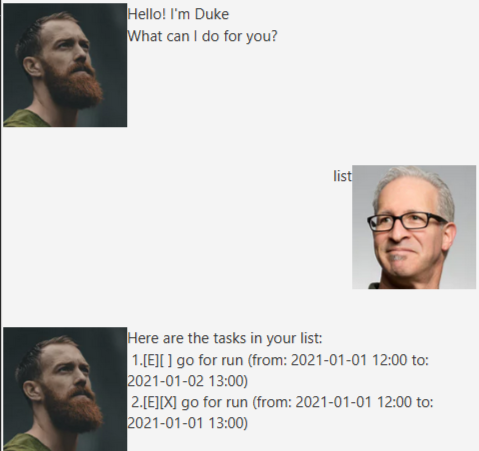 Hello! I'm Duke
What can I do for you?
list
Here are the tasks in your list:
1.[E][ ] go for run (from: 2021-01-01 12:00 to:
2021-01-02 13:00)
2.[E][X] go for run (from: 2021-01-01 12:00 to:
2021-01-01 13:00)